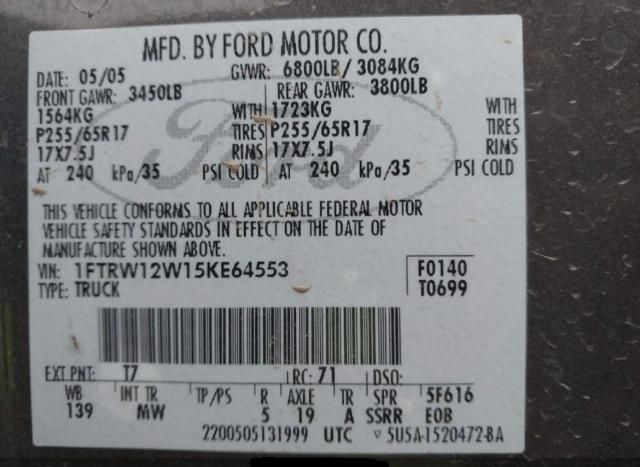 MFD. BY FORD MOTOR CO.
DATE: 05/05 GVWR: 6800LB/ 3084KG
FRONT GAWR: 3450LB REAR GAWR: 3800LB
1564KG WITH 1723KG WITH
P255/65R17 TIRES P255/65R17 TIRES
17X7.5J RIMS 17X7.5J RIMS
AT 240 kPa/35 PSI COLD AT 240 kPa/35 PSI COLD
Ford
THIS VEHICLE CONFORMS TO ALL APPLICABLE FEDERAL MOTOR
VEHICLE SAFETY STANDARDS IN EFFECT ON THE DATE OF
MANUFACTURE SHOWN ABOVE.
VIN: 1FTRW12W15KE64553 F0140
TYPE: TRUCK T0699
EXT PNT: T7 RC: 71 DSO:
WB INT TR TP/PS R AXLE TR SPR 5F616
139 MW 5 19 A SSRR EOB
2200505131999 UTC ▽5U5A-1520472-BA